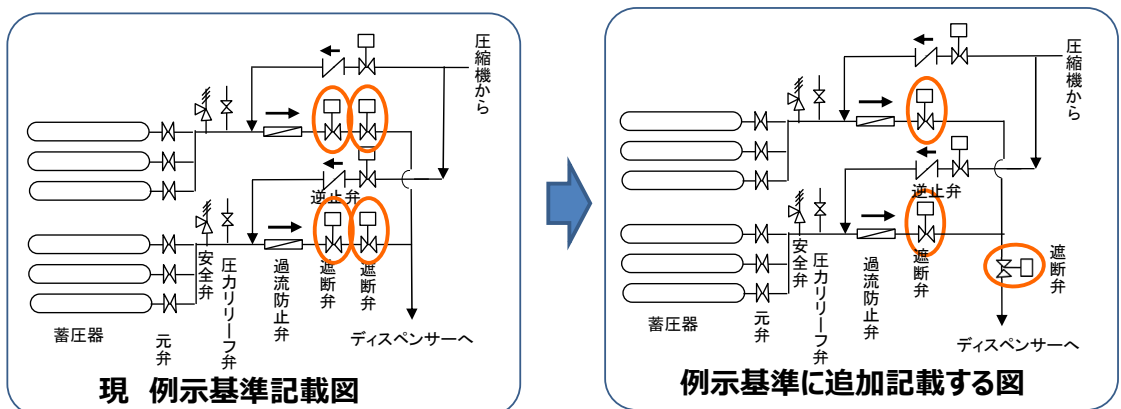 圧縮機から
逆止弁
安全弁
圧力リリーフ弁
過流防止弁
遮断弁
遮断弁
蓄圧器
元弁
ディスペンサーへ
現 例示基準記載図
圧縮機から
逆止弁
安全弁
圧力リリーフ弁
過流防止弁
遮断弁
遮断弁
蓄圧器
元弁
ディスペンサーへ
例示基準に追加記載する図